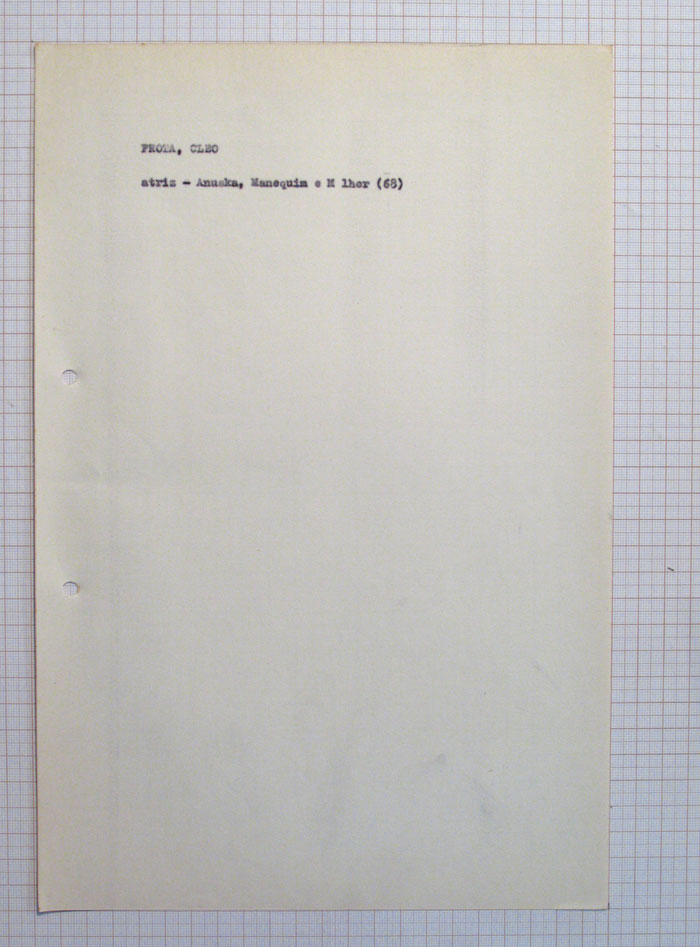 FROTA, CLEO
atriz - Anuska, Manequim e M lher (68)